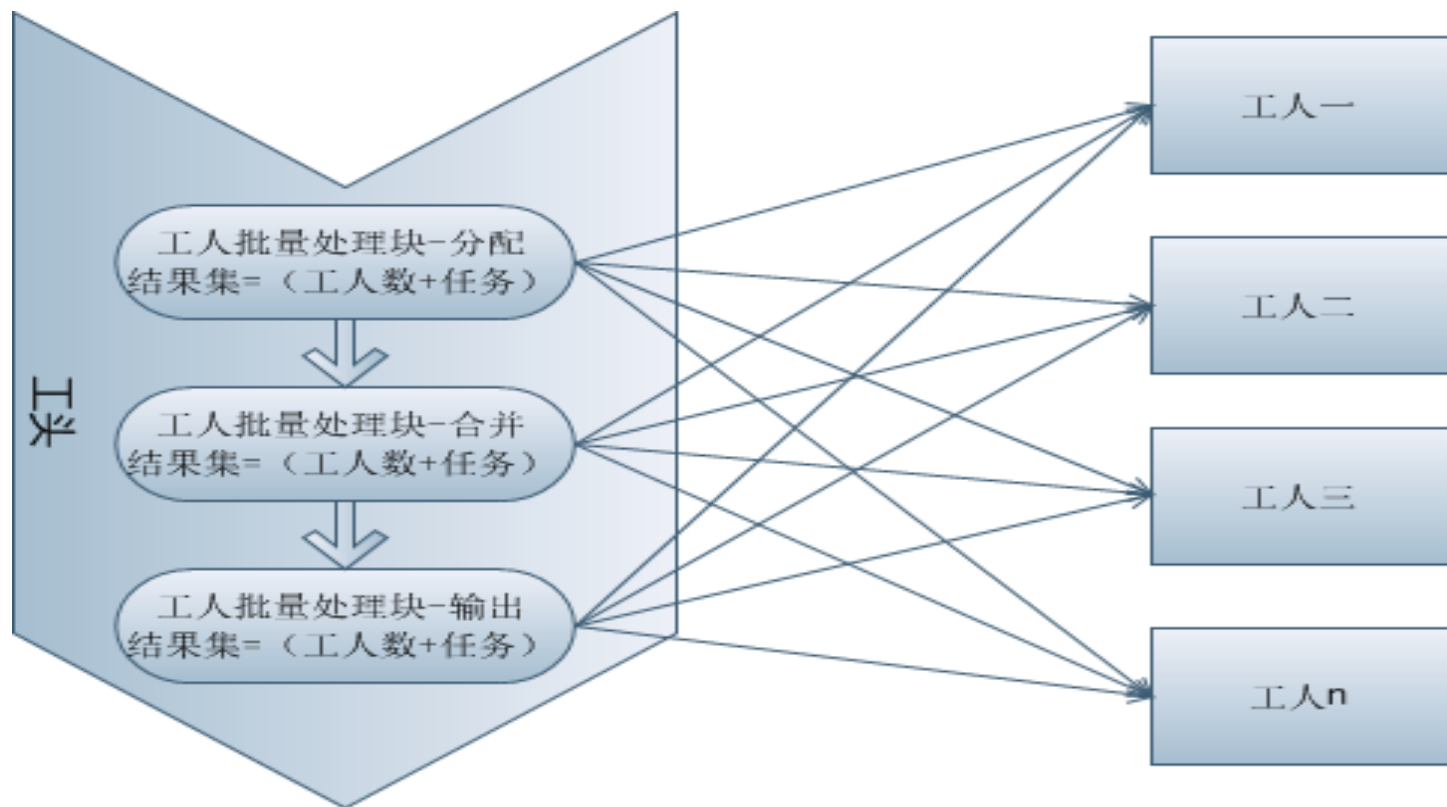 工人批量处理块-分配
结果集=（工人数+任务）
工头
工人批量处理块-合并
结果集=（工人数+任务）
工人批量处理块-输出
结果集=（工人数+任务）
工人一
工人二
工人三
工人n